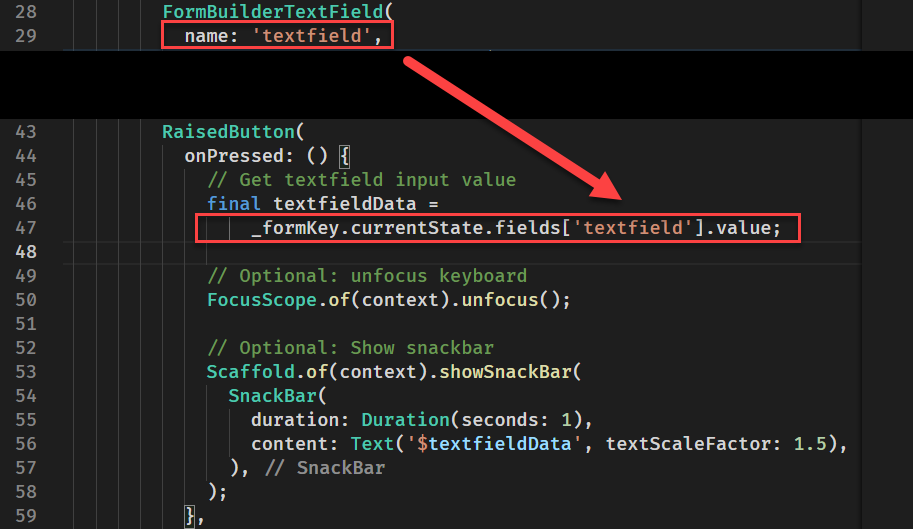 28 FormBuilderTextField(
29 name: 'textfield',
43 RaisedButton(
44 onPressed: () {
45 // Get textfield input value
46 final textfieldData =
47 _formKey.currentState.fields['textfield'].value;
48
49 // Optional: unfocus keyboard
50 FocusScope.of(context).unfocus();
51
52 // Optional: Show snackbar
53 Scaffold.of(context).showSnackBar(
54 SnackBar(
55 duration: Duration(seconds: 1),
56 content: Text('$textfieldData', textScaleFactor: 1.5),
57 ), // SnackBar
58 );
59 },